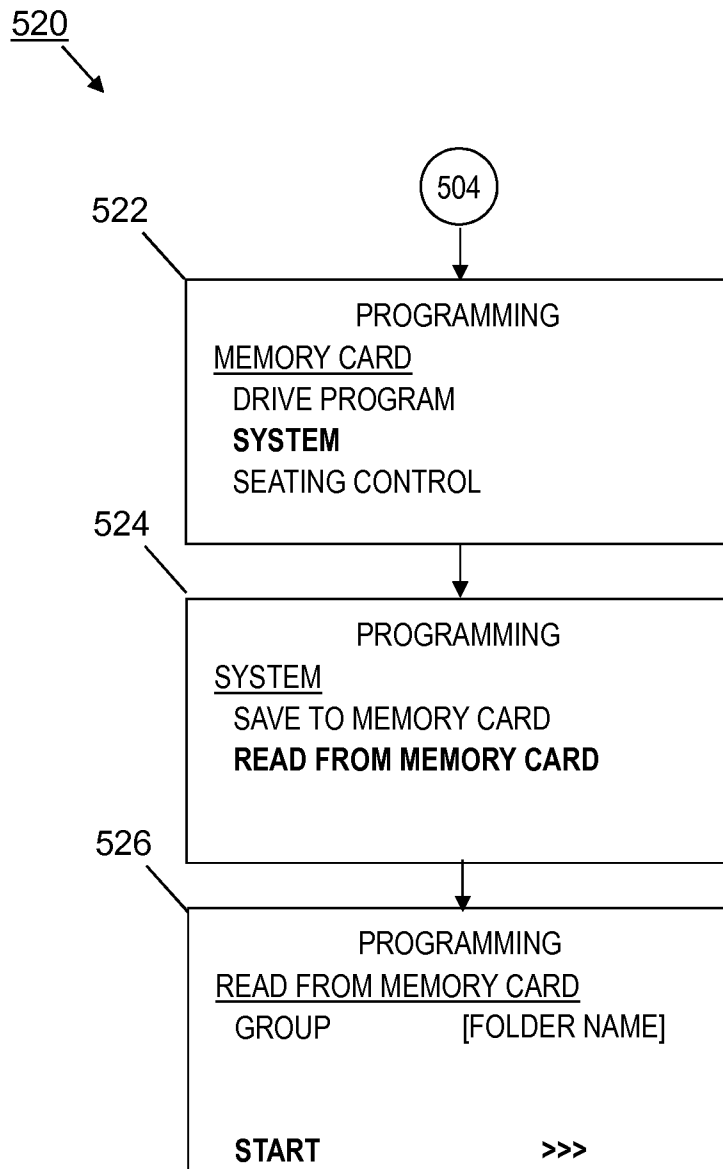 520
504
522
PROGRAMMING
MEMORY CARD
DRIVE PROGRAM
SYSTEM
SEATING CONTROL
524
PROGRAMMING
SYSTEM
SAVE TO MEMORY CARD
READ FROM MEMORY CARD
526
PROGRAMMING
READ FROM MEMORY CARD
GROUP [FOLDER NAME]
START >>>